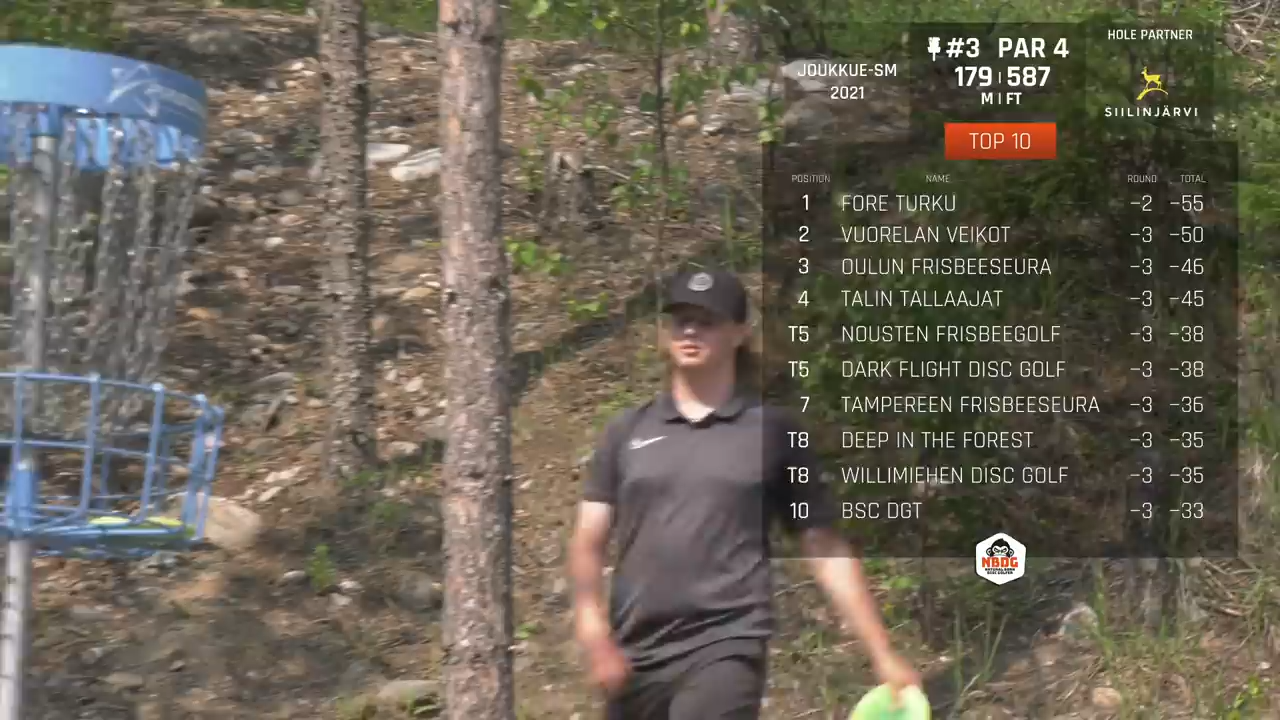 JOUKKUE-SM
2021
#3 PAR 4
179 | 587
M | FT
HOLE PARTNER
SIILINJÄRVI
TOP 10
POSITION NAME ROUND TOTAL
1 FORE TURKU -2 -55
2 VUORELAN VEIKOT -3 -50
3 OULUN FRISBEESEURA -3 -46
4 TALIN TALLAAJAT -3 -45
T5 NOUSTEN FRISBEEGOLF -3 -38
T5 DARK FLIGHT DISC GOLF -3 -38
7 TAMPEREEN FRISBEESEURA -3 -36
T8 DEEP IN THE FOREST -3 -35
T8 WILLIMIEHEN DISC GOLF -3 -35
10 BSC DGT -3 -33
NBDG